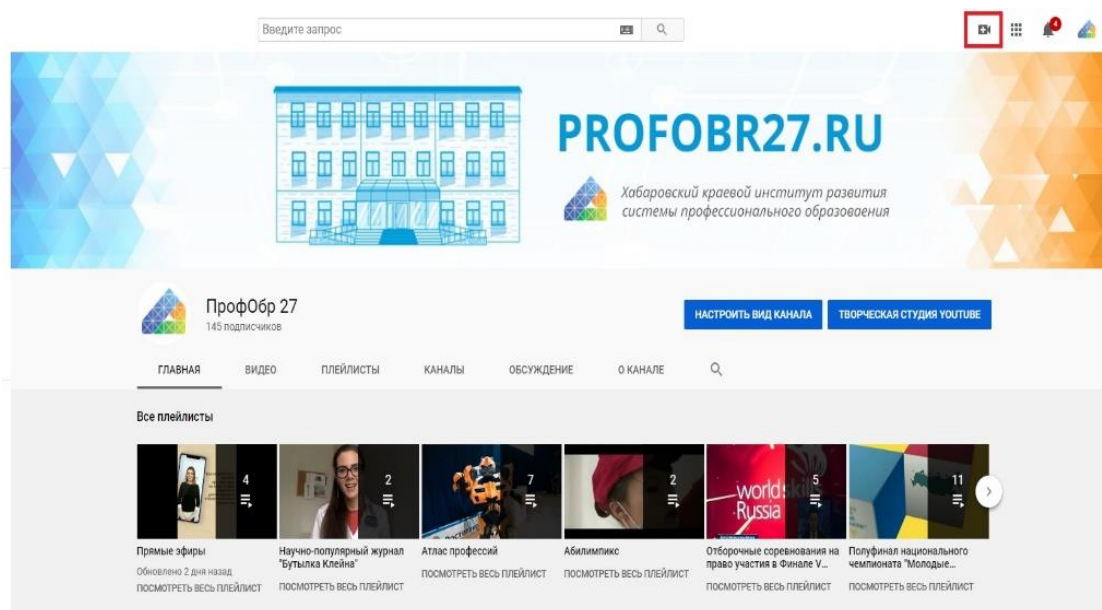 Введите запрос
4
PROFOBR27.RU
Хабаровский краевой институт развития
системы профессионального образоваения
ПрофОбр 27
145 подписчиков
НАСТРОИТЬ ВИД КАНАЛА
ТВОРЧЕСКАЯ СТУДИЯ YOUTUBE
ГЛАВНАЯ ВИДЕО ПЛЕЙЛИСТЫ КАНАЛЫ ОБСУЖДЕНИЕ О КАНАЛЕ
Все плейлисты
4
2
7
2
5
11
worldskills
Russia
Прямые эфиры
Обновлено 2 дня назад
ПОСМОТРЕТЬ ВЕСЬ ПЛЕЙЛИСТ
Научно-популярный журнал
"Бутылка Клейна"
ПОСМОТРЕТЬ ВЕСЬ ПЛЕЙЛИСТ
Атлас профессий
ПОСМОТРЕТЬ ВЕСЬ ПЛЕЙЛИСТ
Абилимпикс
ПОСМОТРЕТЬ ВЕСЬ ПЛЕЙЛИСТ
Отборочные соревнования на
право участия в Финале V...
ПОСМОТРЕТЬ ВЕСЬ ПЛЕЙЛИСТ
Полуфинал национального
чемпионата "Молодые...
ПОСМОТРЕТЬ ВЕСЬ ПЛЕЙЛИСТ